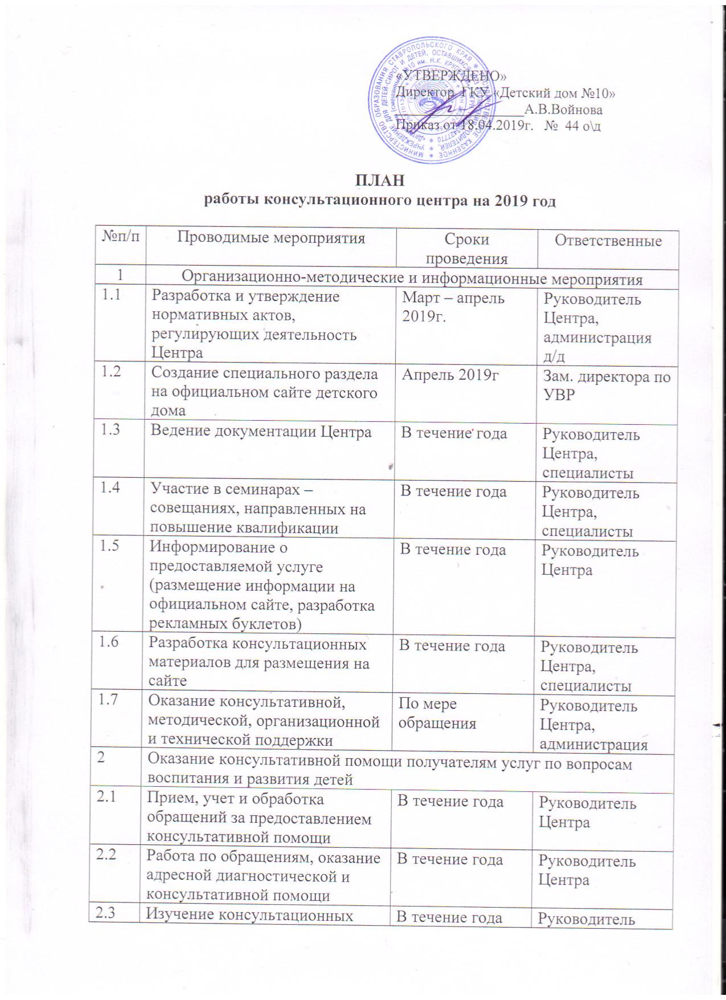 «УТВЕРЖДЕНО»
Директор ГКУ «Детский дом №10»
А.В.Войнова
Приказ от 18.04.2019г. № 44 о\д
МИНИСТЕРСТВО ОБРАЗОВАНИЯ СТАВРОПОЛЬСКОГО КРАЯ * ГОСУДАРСТВЕННОЕ КАЗЕННОЕ
УЧРЕЖДЕНИЕ ДЛЯ ДЕТЕЙ-СИРОТ И ДЕТЕЙ, ОСТАВШИХСЯ БЕЗ ПОПЕЧЕНИЯ РОДИТЕЛЕЙ,
ПЛАН
работы консультационного центра на 2019 год
№п/п Проводимые мероприятия Сроки Ответственные
проведения
1 Организационно-методические и информационные мероприятия
1.1 Разработка и утверждение Март – апрель Руководитель
нормативных актов, 2019г. Центра,
регулирующих деятельность администрация
Центра д/д
1.2 Создание специального раздела Апрель 2019г Зам. директора по
на официальном сайте детского УВР
дома
1.3 Ведение документации Центра В течение года Руководитель
Центра,
специалисты
1.4 Участие в семинарах – В течение года Руководитель
совещаниях, направленных на Центра,
повышение квалификации специалисты
1.5 Информирование о В течение года Руководитель
предоставляемой услуге Центра
(размещение информации на
официальном сайте, разработка
рекламных буклетов)
1.6 Разработка консультационных В течение года Руководитель
материалов для размещения на Центра,
сайте специалисты
1.7 Оказание консультативной, По мере Руководитель
методической, организационной обращения Центра,
и технической поддержки администрация
2 Оказание консультативной помощи получателям услуг по вопросам
воспитания и развития детей
2.1 Прием, учет и обработка В течение года Руководитель
обращений за предоставлением Центра
консультативной помощи
2.2 Работа по обращениям, оказание В течение года Руководитель
адресной диагностической и Центра
консультативной помощи
2.3 Изучение консультационных В течение года Руководитель